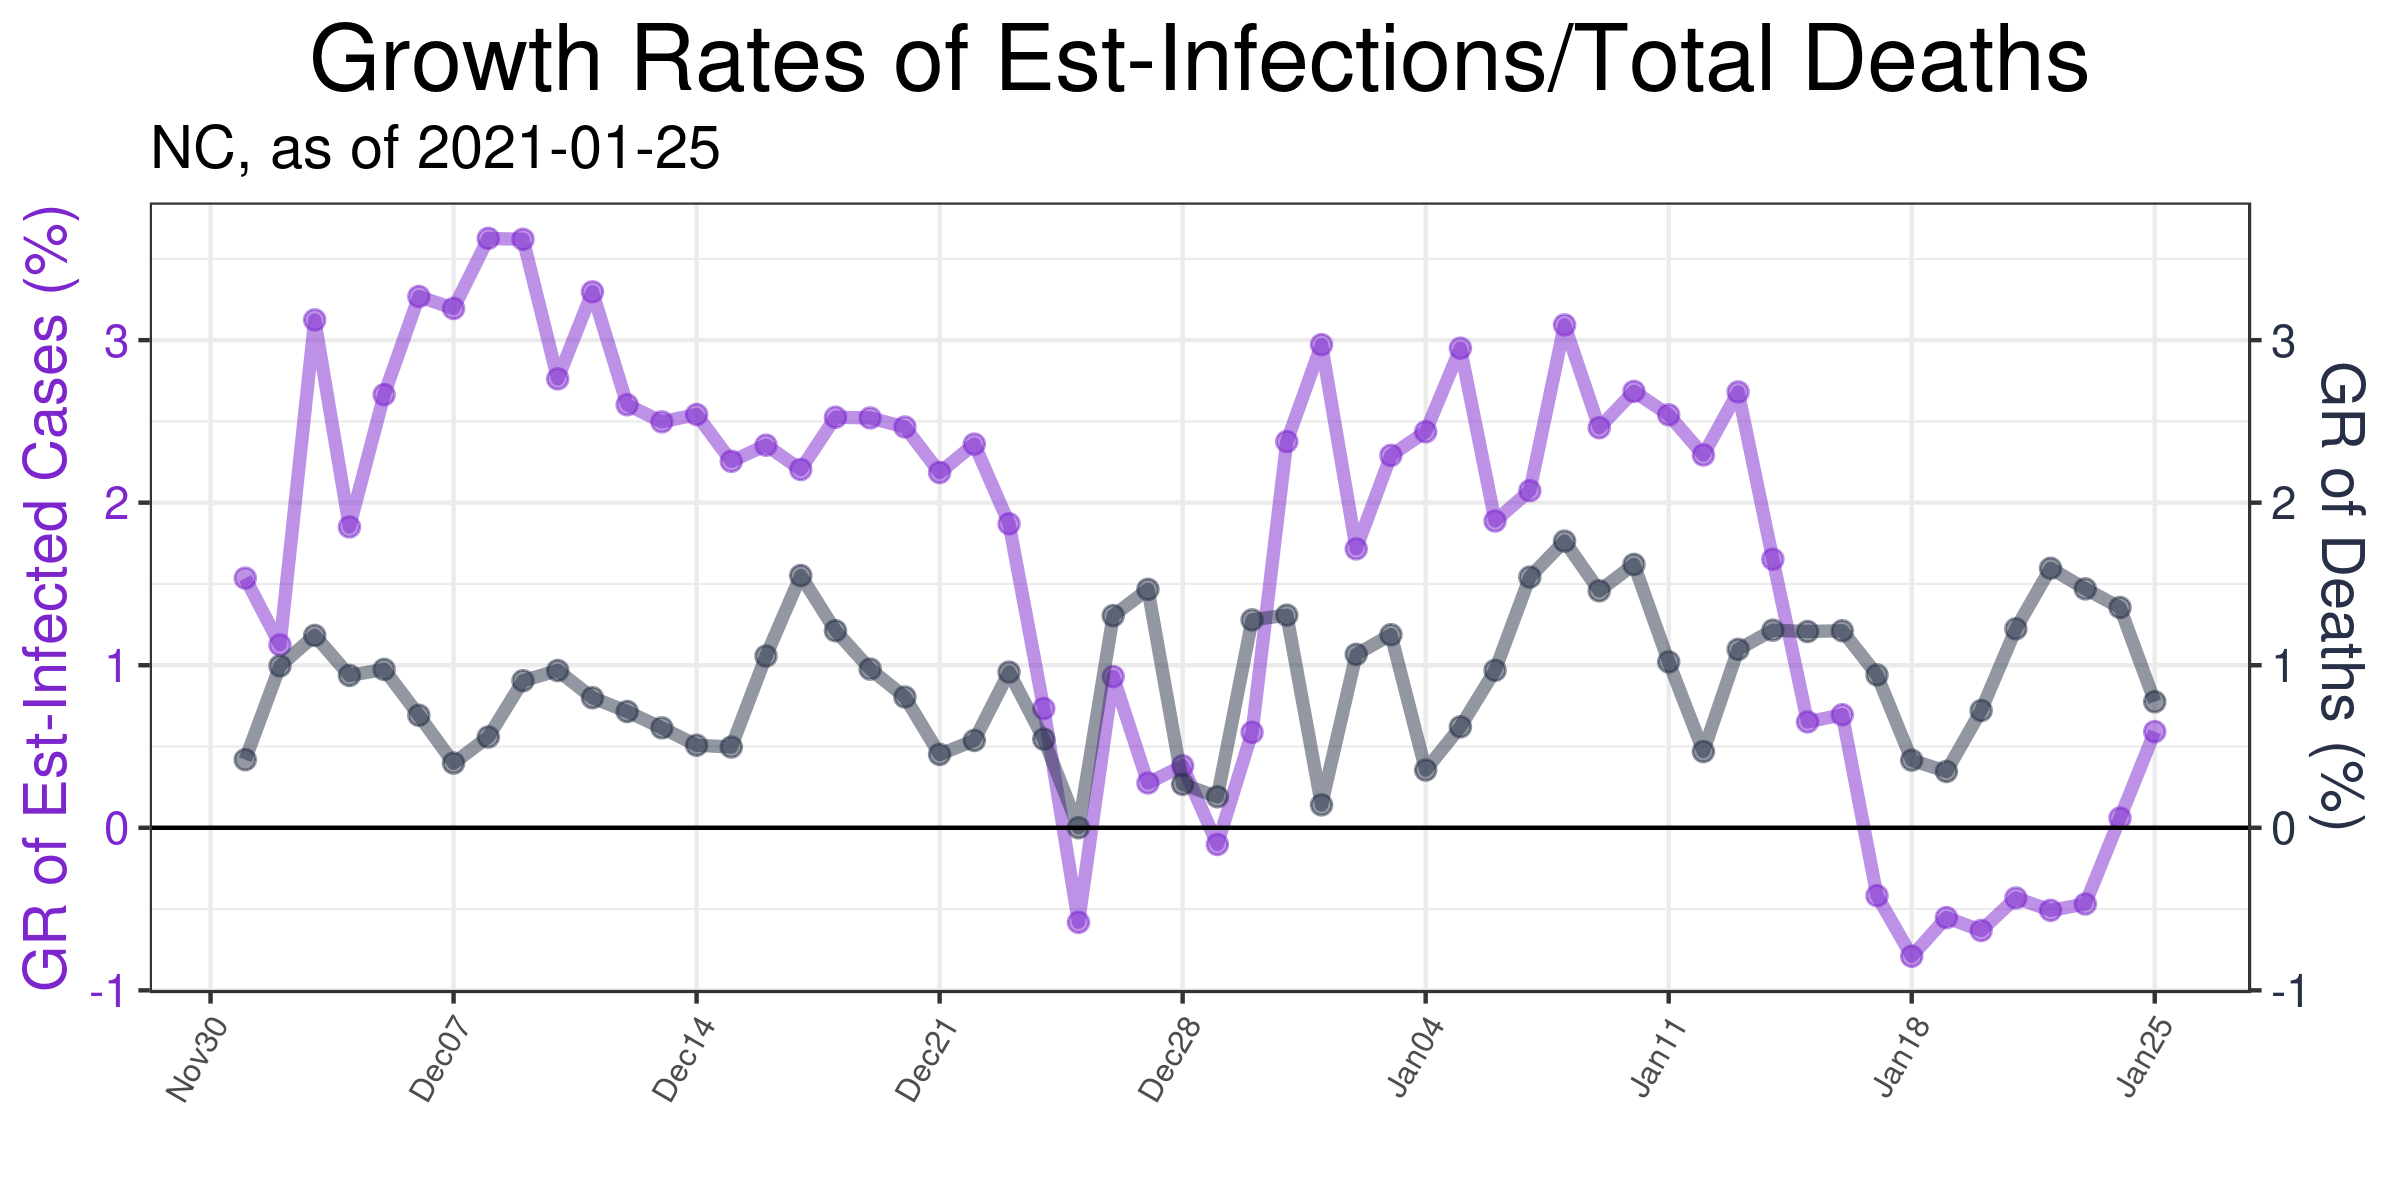 Growth Rates of Est-Infections/Total Deaths
NC, as of 2021-01-25
GR of Est-Infected Cases (%)
3
2
1
0
-1
3
2
1
0
-1
GR of Deaths (%)
Nov30
Dec07
Dec14
Dec21
Dec28
Jan04
Jan11
Jan18
Jan25